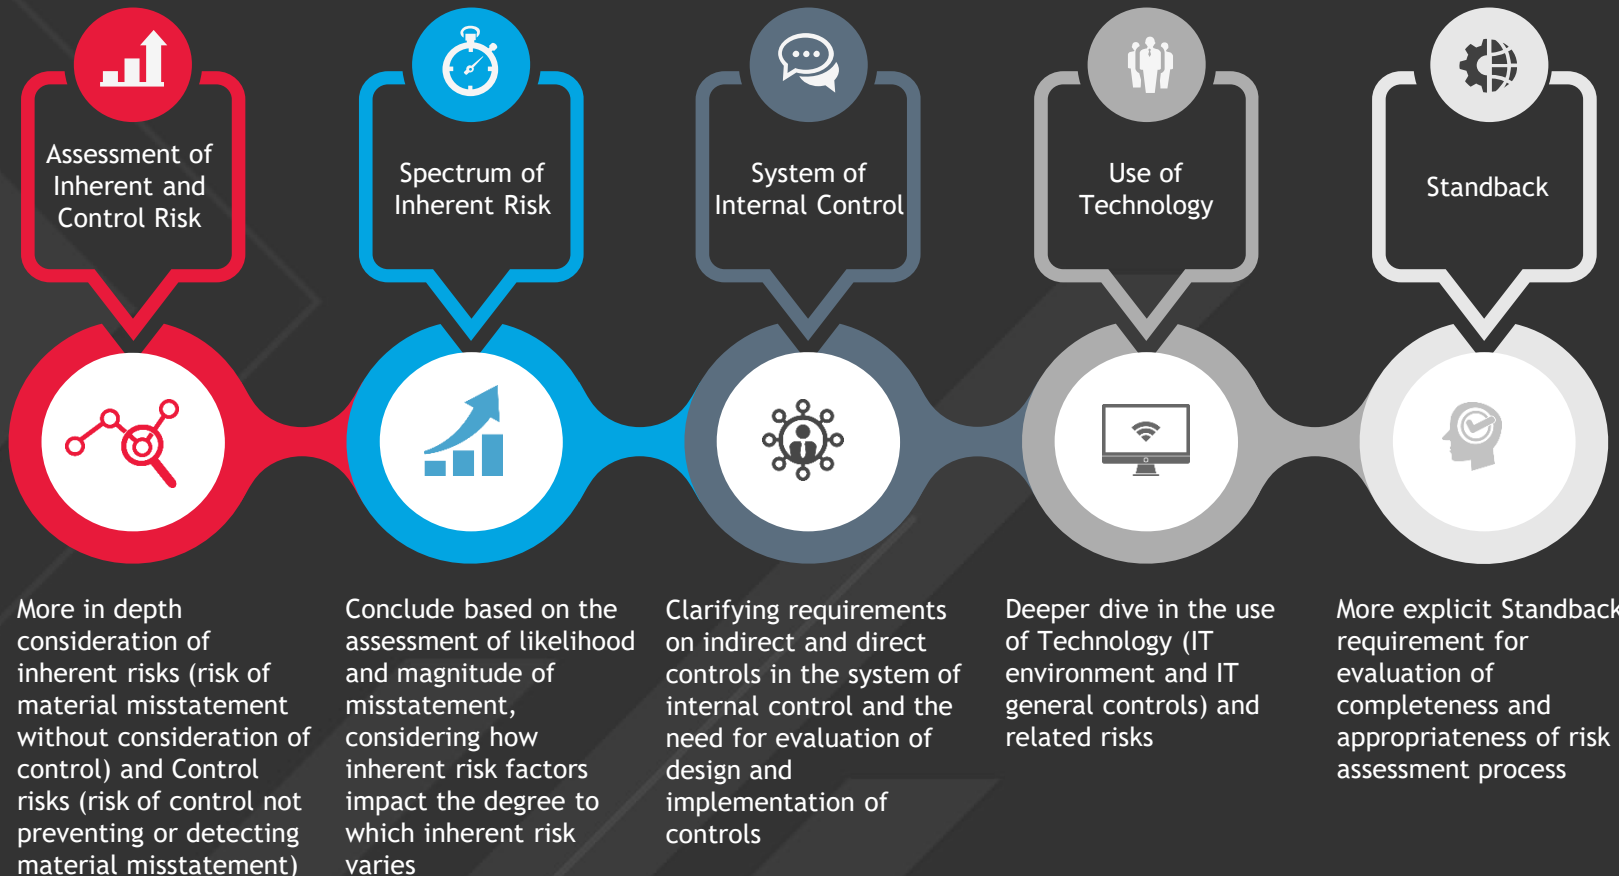 Assessment of
Inherent and
Control Risk
Spectrum of
Inherent Risk
System of
Internal Control
Use of
Technology
Standback
More in depth
consideration of
inherent risks (risk of
material misstatement
without consideration of
control) and Control
risks (risk of control not
preventing or detecting
material misstatement)
Conclude based on the
assessment of likelihood
and magnitude of
misstatement,
considering how
inherent risk factors
impact the degree to
which inherent risk
varies
Clarifying requirements
on indirect and direct
controls in the system of
internal control and the
need for evaluation of
design and
implementation of
controls
Deeper dive in the use
of Technology (IT
environment and IT
general controls) and
related risks
More explicit Standback
requirement for
evaluation of
completeness and
appropriateness of risk
assessment process